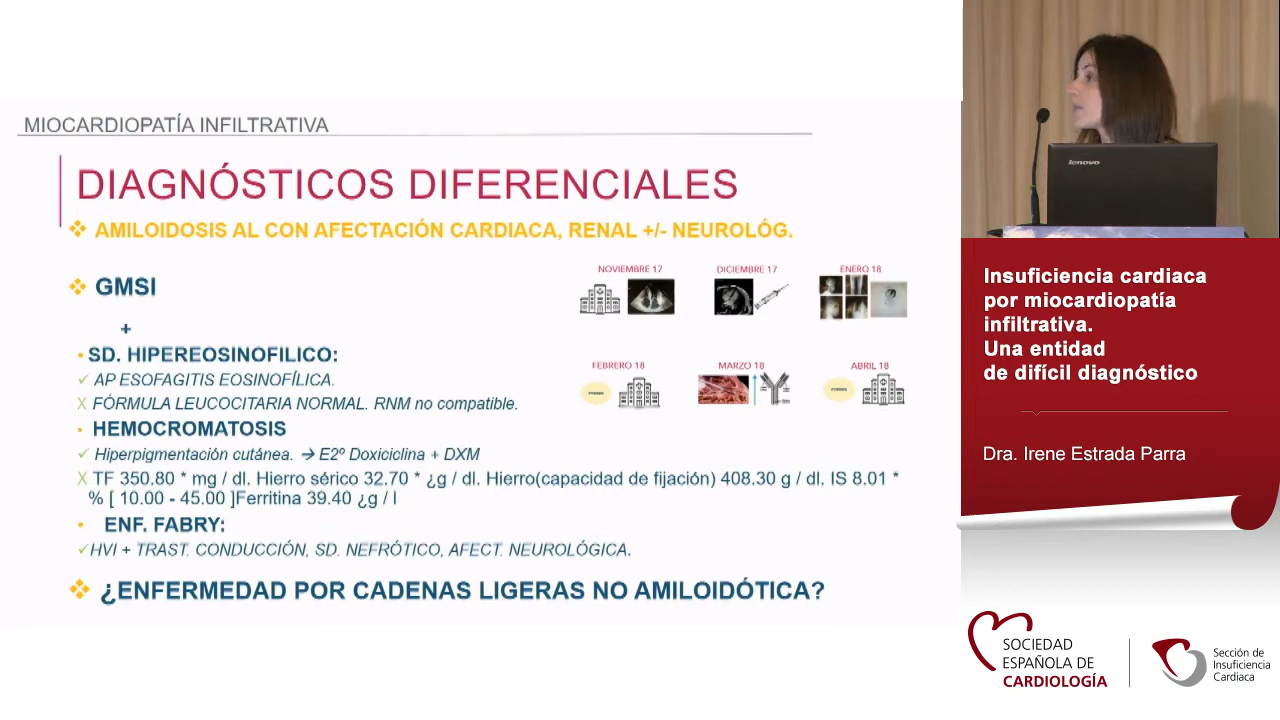 MIOCARDIOPATÍA INFILTRATIVA
DIAGNÓSTICOS DIFERENCIALES
AMILOIDOSIS AL CON AFECTACIÓN CARDIACA, RENAL +/- NEUROLÓG.
GMSI
+
SD. HIPEREOSINOFILICO:
AP ESOFAGITIS EOSINOFÍLICA.
X FÓRMULA LEUCOCITARIA NORMAL. RNM no compatible.
HEMOCROMATOSIS
Hiperpigmentación cutánea. → E2º Doxiciclina + DXM
X TF 350.80 * mg / dl. Hierro sérico 32.70 * ¿g / dl. Hierro(capacidad de fijación) 408.30 g / dl. IS 8.01 *
% [ 10.00 - 45.00 ]Ferritina 39.40 ¿g / l
ENF. FABRY:
HVI + TRAST. CONDUCCIÓN, SD. NEFRÓTICO, AFECT. NEUROLÓGICA.
¿ENFERMEDAD POR CADENAS LIGERAS NO AMILOIDÓTICA?
NOVIEMBRE 17
DICIEMBRE 17
ENERO 18
FEBRERO 18
MARZO 18
ABRIL 18
lenovo
Insuficiencia cardiaca
por miocardiopatía
infiltrativa.
Una entidad
de difícil diagnóstico
Dra. Irene Estrada Parra
SOCIEDAD
ESPAÑOLA DE
CARDIOLOGÍA
Sección de
Insuficiencia
Cardiaca